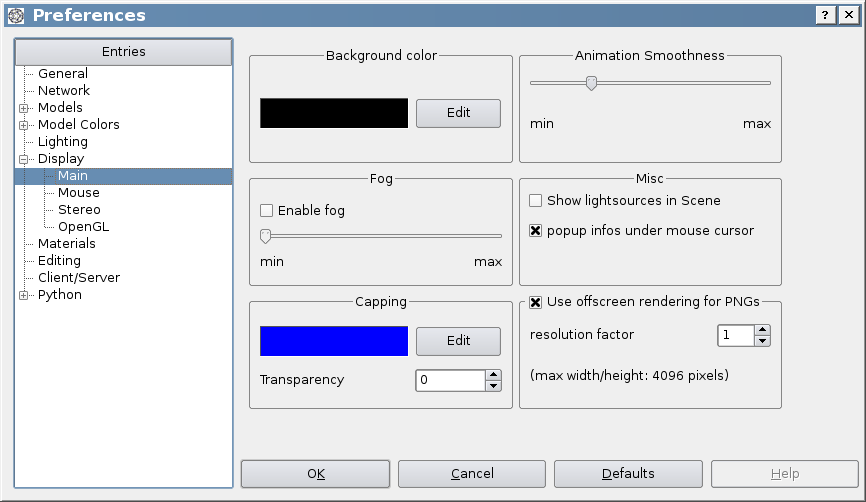 Preferences
Entries
General
Network
Models
Model Colors
Lighting
Display
Main
Mouse
Stereo
OpenGL
Materials
Editing
Client/Server
Python
Background color
Edit
Animation Smoothness
min max
Fog
Enable fog
min max
Misc
Show lightsources in Scene
popup infos under mouse cursor
Capping
Edit
Transparency 0
Use offscreen rendering for PNGs
resolution factor 1
(max width/height: 4096 pixels)
OK Cancel Defaults Help